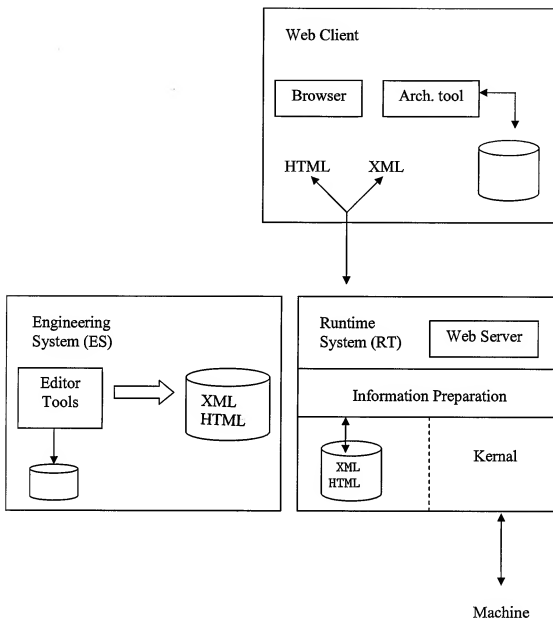 Web Client
Browser
Arch. tool
HTML
XML
Engineering
System (ES)
Editor
Tools
XML
HTML
Runtime
System (RT)
Web Server
Information Preparation
XML
HTML
Kernal
Machine